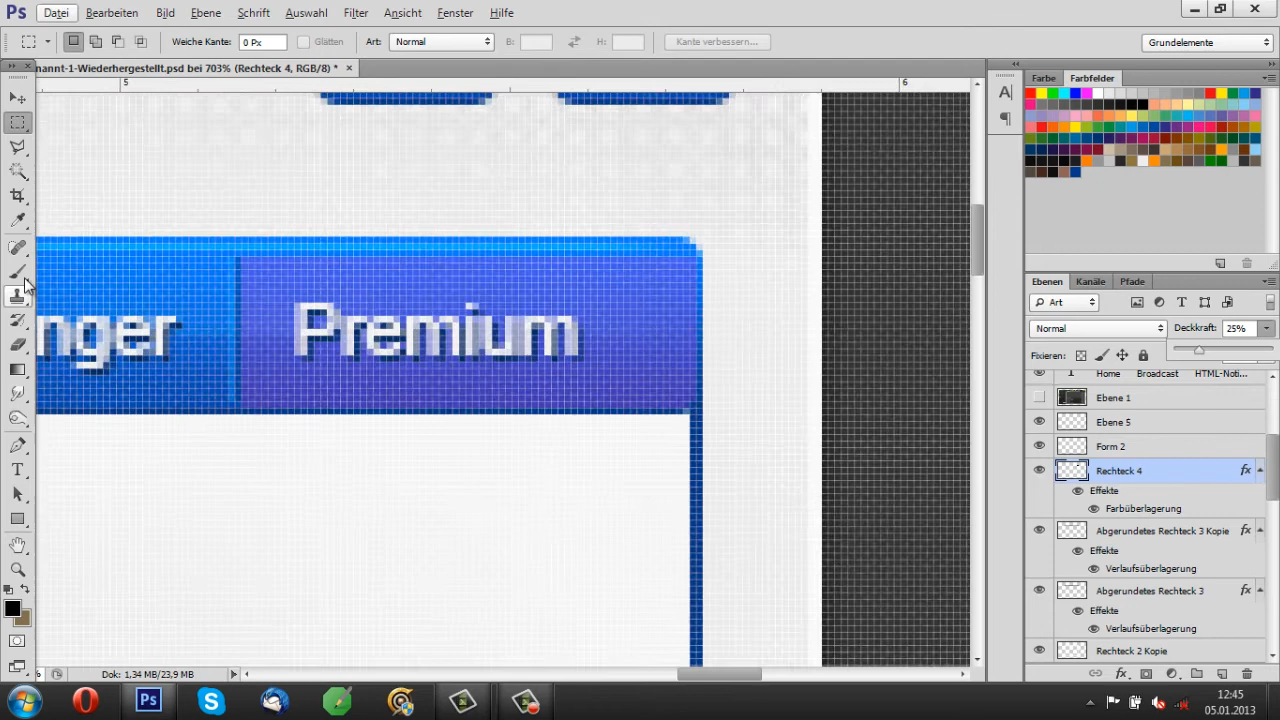 Ps Datei Bearbeiten Bild Ebene Schrift Auswahl Filter Ansicht Fenster Hilfe
Weiche Kante: 0 Px Glätten Art: Normal B: H: Kante verbessern... Grundelemente
nannt-1-Wiederhergestellt.psd bei 703% (Rechteck 4, RGB/8) *
5 6
Farbe Farbfelder
nger Premium
Ebenen Kanäle Pfade
Art
Normal Deckkraft: 25%
Fixieren:
Home Broadcast HTML-Noti...
Ebene 1
Ebene 5
Form 2
Rechteck 4 fx
Effekte
Farbüberlagerung
Abgerundetes Rechteck 3 Kopie fx
Effekte
Verlaufsüberlagerung
Abgerundetes Rechteck 3 fx
Effekte
Verlaufsüberlagerung
Rechteck 2 Kopie
% Dok: 1,34 MB/23,9 MB
12:45
05.01.2013